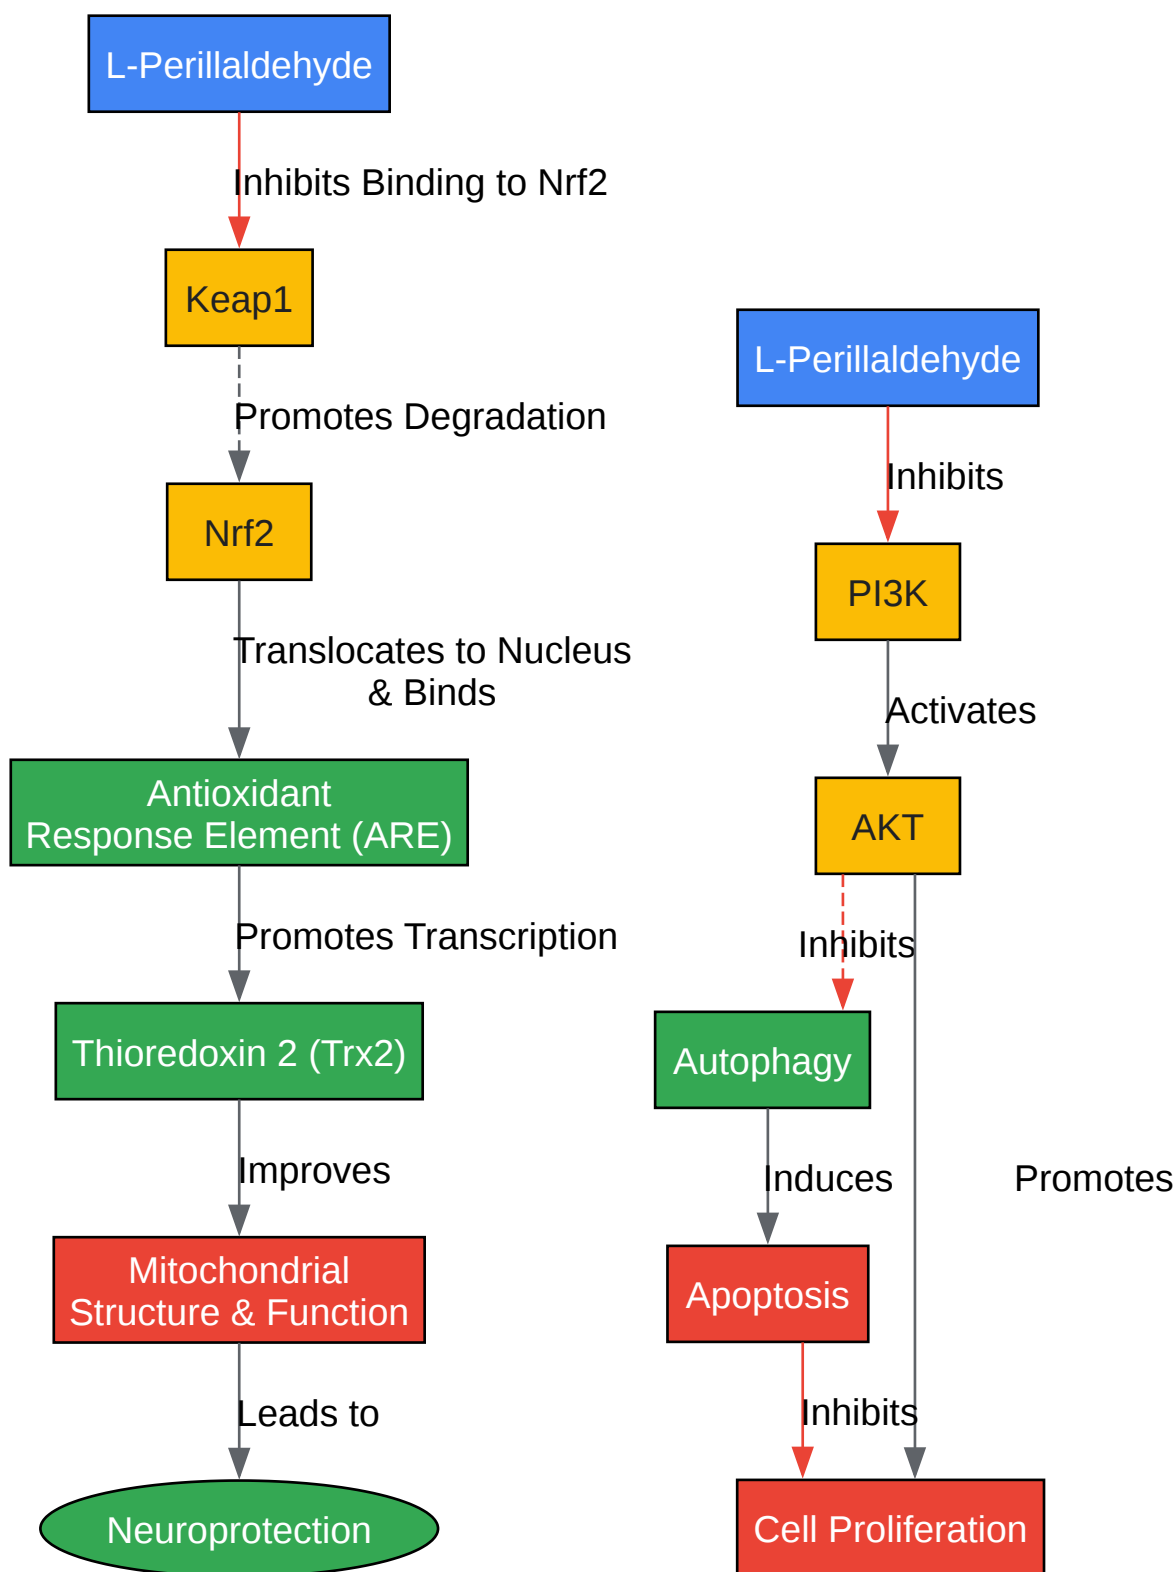 L-Perillaldehyde
Inhibits Binding to Nrf2
Keap1
Promotes Degradation
Nrf2
Translocates to Nucleus
& Binds
Antioxidant
Response Element (ARE)
Promotes Transcription
Thioredoxin 2 (Trx2)
Improves
Mitochondrial
Structure & Function
Leads to
Neuroprotection
L-Perillaldehyde
Inhibits
PI3K
Activates
AKT
Inhibits
Autophagy
Induces
Promotes
Apoptosis
Inhibits
Cell Proliferation